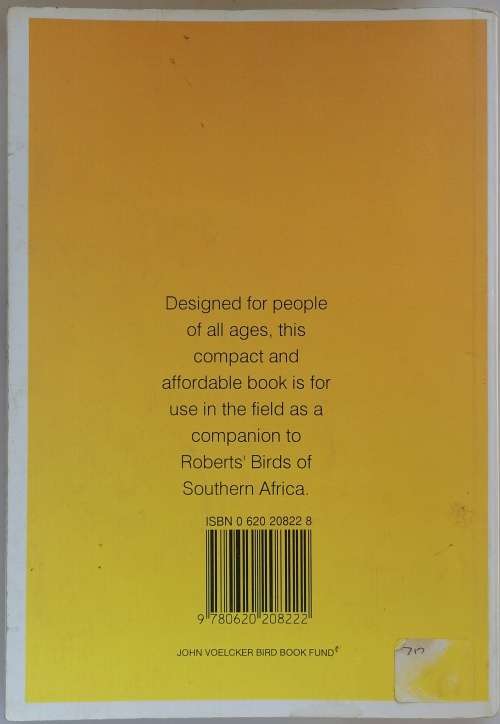 Designed for people
of all ages, this
compact and
affordable book is for
use in the field as a
companion to
Roberts' Birds of
Southern Africa.
ISBN 0 620 20822 8
9 780620 208222
JOHN VOELCKER BIRD BOOK FUND